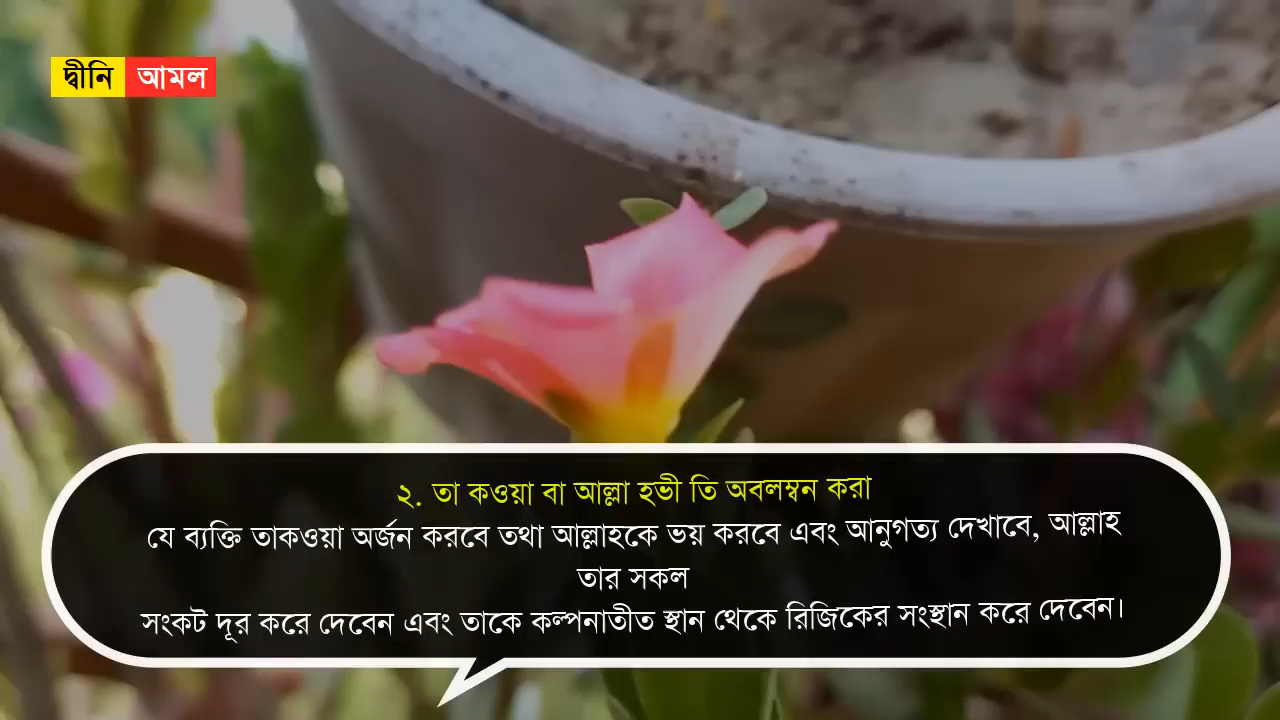 দ্বীনি আমল
২. তা কওয়া বা আল্লা হভী তি অবলম্বন করা
যে ব্যক্তি তাকওয়া অর্জন করবে তথা আল্লাহকে ভয় করবে এবং আনুগত্য দেখাবে, আল্লাহ
তার সকল
সংকট দূর করে দেবেন এবং তাকে কল্পনাতীত স্থান থেকে রিজিকের সংস্থান করে দেবেন।